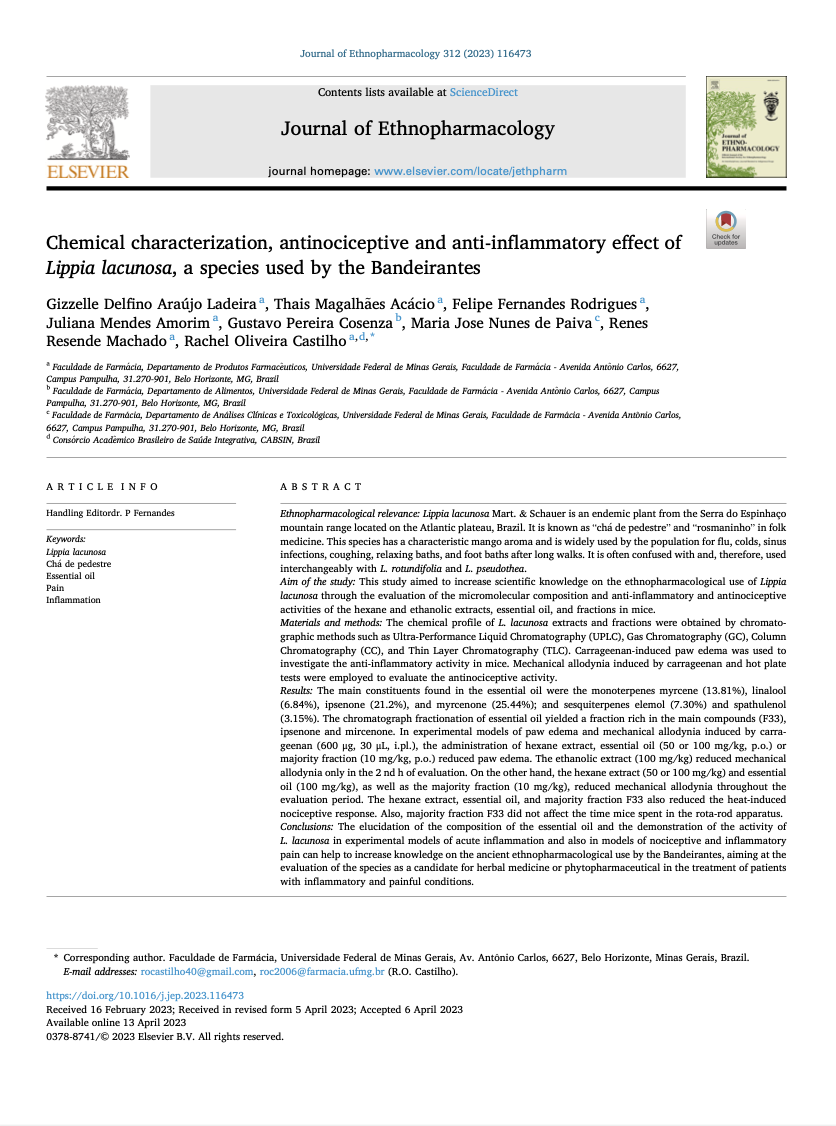 Journal of Ethnopharmacology 312 (2023) 116473
Contents lists available at ScienceDirect
Journal of Ethnopharmacology
journal homepage: www.elsevier.com/locate/jethpharm
ELSEVIER
Journal of
ETHNO-
PHARMACOLOGY
Check for
updates
Chemical characterization, antinociceptive and anti-inflammatory effect of
Lippia lacunosa, a species used by the Bandeirantes
Gizzelle Delfino Araújo Ladeira a, Thais Magalhães Acácio a, Felipe Fernandes Rodrigues a,
Juliana Mendes Amorim a, Gustavo Pereira Cosenza b, Maria Jose Nunes de Paiva c, Renes
Resende Machado a, Rachel Oliveira Castilho a,d,*
a Faculdade de Farmácia, Departamento de Produtos Farmacêuticos, Universidade Federal de Minas Gerais, Faculdade de Farmácia - Avenida Antônio Carlos, 6627,
Campus Pampulha, 31.270-901, Belo Horizonte, MG, Brazil
b Faculdade de Farmácia, Departamento de Alimentos, Universidade Federal de Minas Gerais, Faculdade de Farmácia - Avenida Antônio Carlos, 6627, Campus
Pampulha, 31.270-901, Belo Horizonte, MG, Brazil
c Faculdade de Farmácia, Departamento de Análises Clínicas e Toxicológicas, Universidade Federal de Minas Gerais, Faculdade de Farmácia - Avenida Antônio Carlos,
6627, Campus Pampulha, 31.270-901, Belo Horizonte, MG, Brazil
d Consórcio Acadêmico Brasileiro de Saúde Integrativa, CABSIN, Brazil
ARTICLE INFO
Handling Editordr. P Fernandes
Keywords:
Lippia lacunosa
Chá de pedestre
Essential oil
Pain
Inflammation
ABSTRACT
Ethnopharmacological relevance: Lippia lacunosa Mart. & Schauer is an endemic plant from the Serra do Espinhaço
mountain range located on the Atlantic plateau, Brazil. It is known as “chá de pedestre” and “rosmaninho” in folk
medicine. This species has a characteristic mango aroma and is widely used by the population for flu, colds, sinus
infections, coughing, relaxing baths, and foot baths after long walks. It is often confused with and, therefore, used
interchangeably with L. rotundifolia and L. pseudothea.
Aim of the study: This study aimed to increase scientific knowledge on the ethnopharmacological use of Lippia
lacunosa through the evaluation of the micromolecular composition and anti-inflammatory and antinociceptive
activities of the hexane and ethanolic extracts, essential oil, and fractions in mice.
Materials and methods: The chemical profile of L. lacunosa extracts and fractions were obtained by chromato-
graphic methods such as Ultra-Performance Liquid Chromatography (UPLC), Gas Chromatography (GC), Column
Chromatography (CC), and Thin Layer Chromatography (TLC). Carrageenan-induced paw edema was used to
investigate the anti-inflammatory activity in mice. Mechanical allodynia induced by carrageenan and hot plate
tests were employed to evaluate the antinociceptive activity.
Results: The main constituents found in the essential oil were the monoterpenes myrcene (13.81%), linalool
(6.84%), ipsenone (21.2%), and myrcenone (25.44%); and sesquiterpenes elemol (7.30%) and spathulenol
(3.15%). The chromatograph fractionation of essential oil yielded a fraction rich in the main compounds (F33),
ipsenone and mircenone. In experimental models of paw edema and mechanical allodynia induced by carra-
geenan (600 μg, 30 μL, i.pl.), the administration of hexane extract, essential oil (50 or 100 mg/kg, p.o.) or
majority fraction (10 mg/kg, p.o.) reduced paw edema. The ethanolic extract (100 mg/kg) reduced mechanical
allodynia only in the 2 nd h of evaluation. On the other hand, the hexane extract (50 or 100 mg/kg) and essential
oil (100 mg/kg), as well as the majority fraction (10 mg/kg), reduced mechanical allodynia throughout the
evaluation period. The hexane extract, essential oil, and majority fraction F33 also reduced the heat-induced
nociceptive response. Also, majority fraction F33 did not affect the time mice spent in the rota-rod apparatus.
Conclusions: The elucidation of the composition of the essential oil and the demonstration of the activity of
L. lacunosa in experimental models of acute inflammation and also in models of nociceptive and inflammatory
pain can help to increase knowledge on the ancient ethnopharmacological use by the Bandeirantes, aiming at the
evaluation of the species as a candidate for herbal medicine or phytopharmaceutical in the treatment of patients
with inflammatory and painful conditions.
* Corresponding author. Faculdade de Farmácia, Universidade Federal de Minas Gerais, Av. Antônio Carlos, 6627, Belo Horizonte, Minas Gerais, Brazil.
E-mail addresses: rocastilho40@gmail.com, roc2006@farmacia.ufmg.br (R.O. Castilho).
https://doi.org/10.1016/j.jep.2023.116473
Received 16 February 2023; Received in revised form 5 April 2023; Accepted 6 April 2023
Available online 13 April 2023
0378-8741/© 2023 Elsevier B.V. All rights reserved.